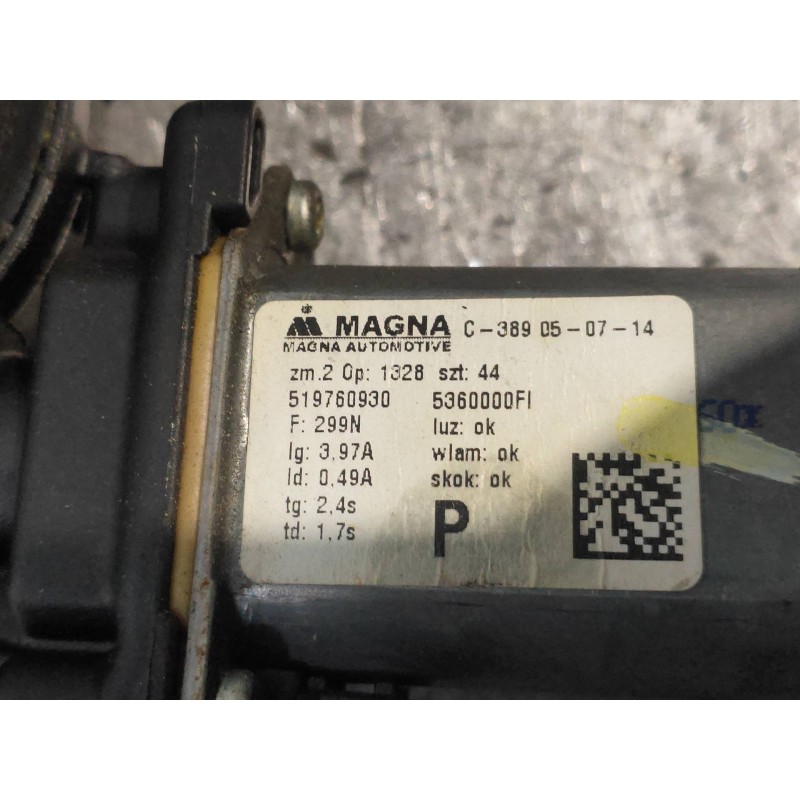 MAGNA C-389 05-07-14
MAGNA AUTOMOTIVE
zm.2 Op: 1328 szt: 44
519760930 5360000FI
F: 299N luz: ok
Ig: 3,97A wlam: ok
Id: 0,49A skok: ok
tg: 2,4s
td: 1,7s
P